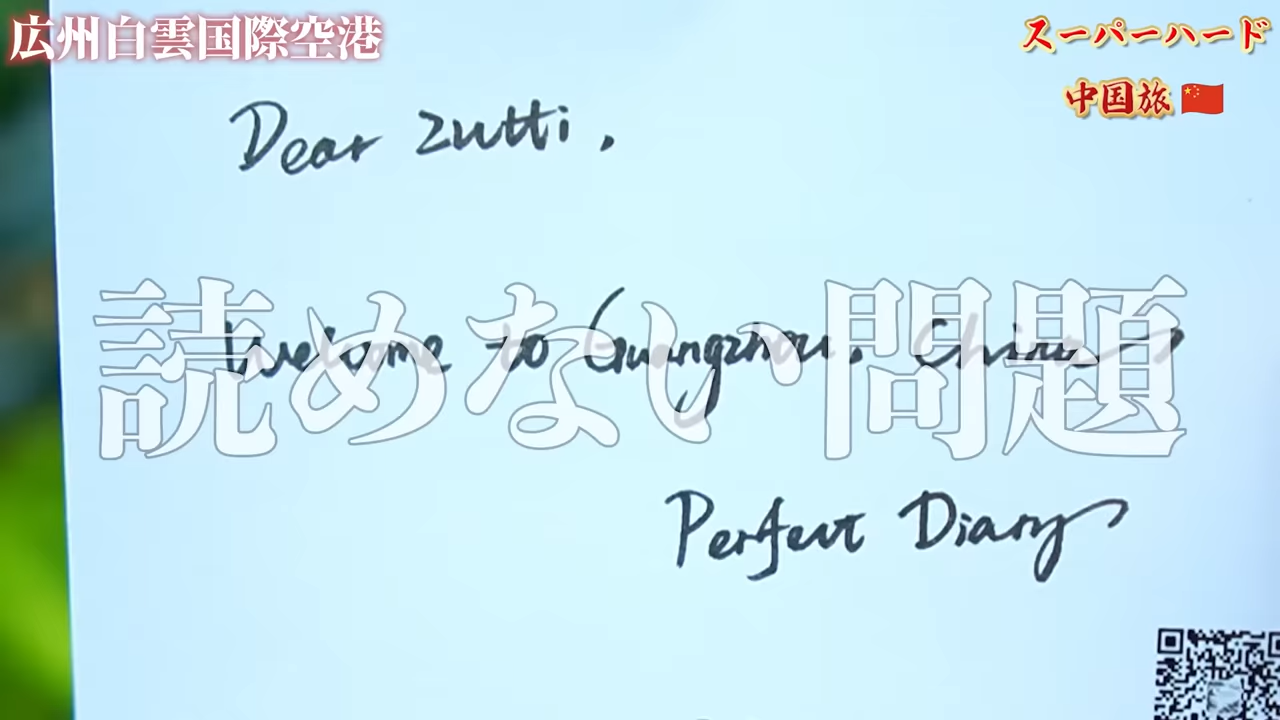 広州白雲国際空港
スーパーハード
中国旅
Dear Zutti,
Welcome to Guangzhou, China
読めない問題
Perfect Diary